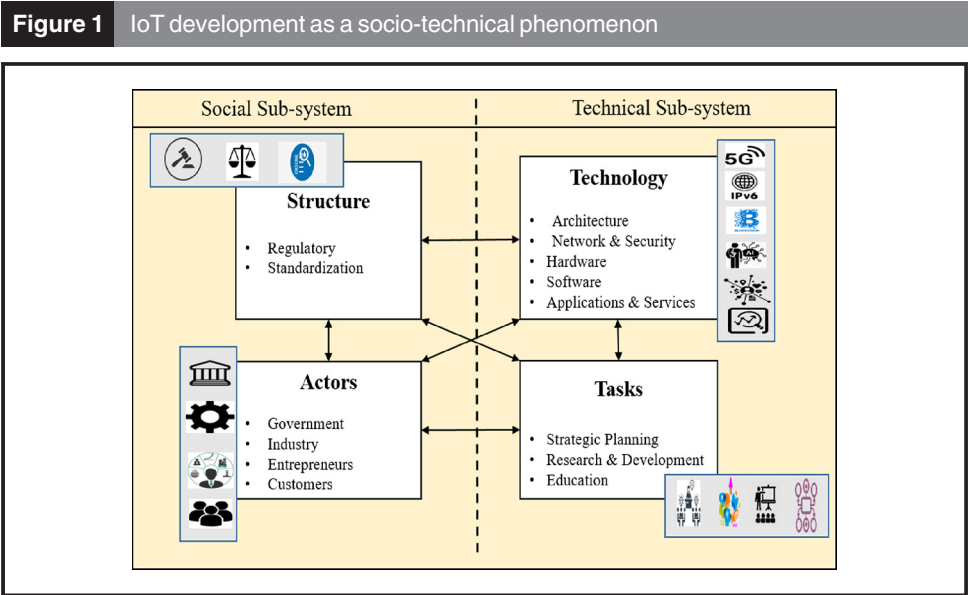 Figure 1 IoT development as a socio-technical phenomenon
Social Sub-system
Technical Sub-system
Structure
• Regulatory
• Standardization
Technology
• Architecture
• Network & Security
• Hardware
• Software
• Applications & Services
5G
IPv6
Actors
• Government
• Industry
• Entrepreneurs
• Customers
Tasks
• Strategic Planning
• Research & Development
• Education